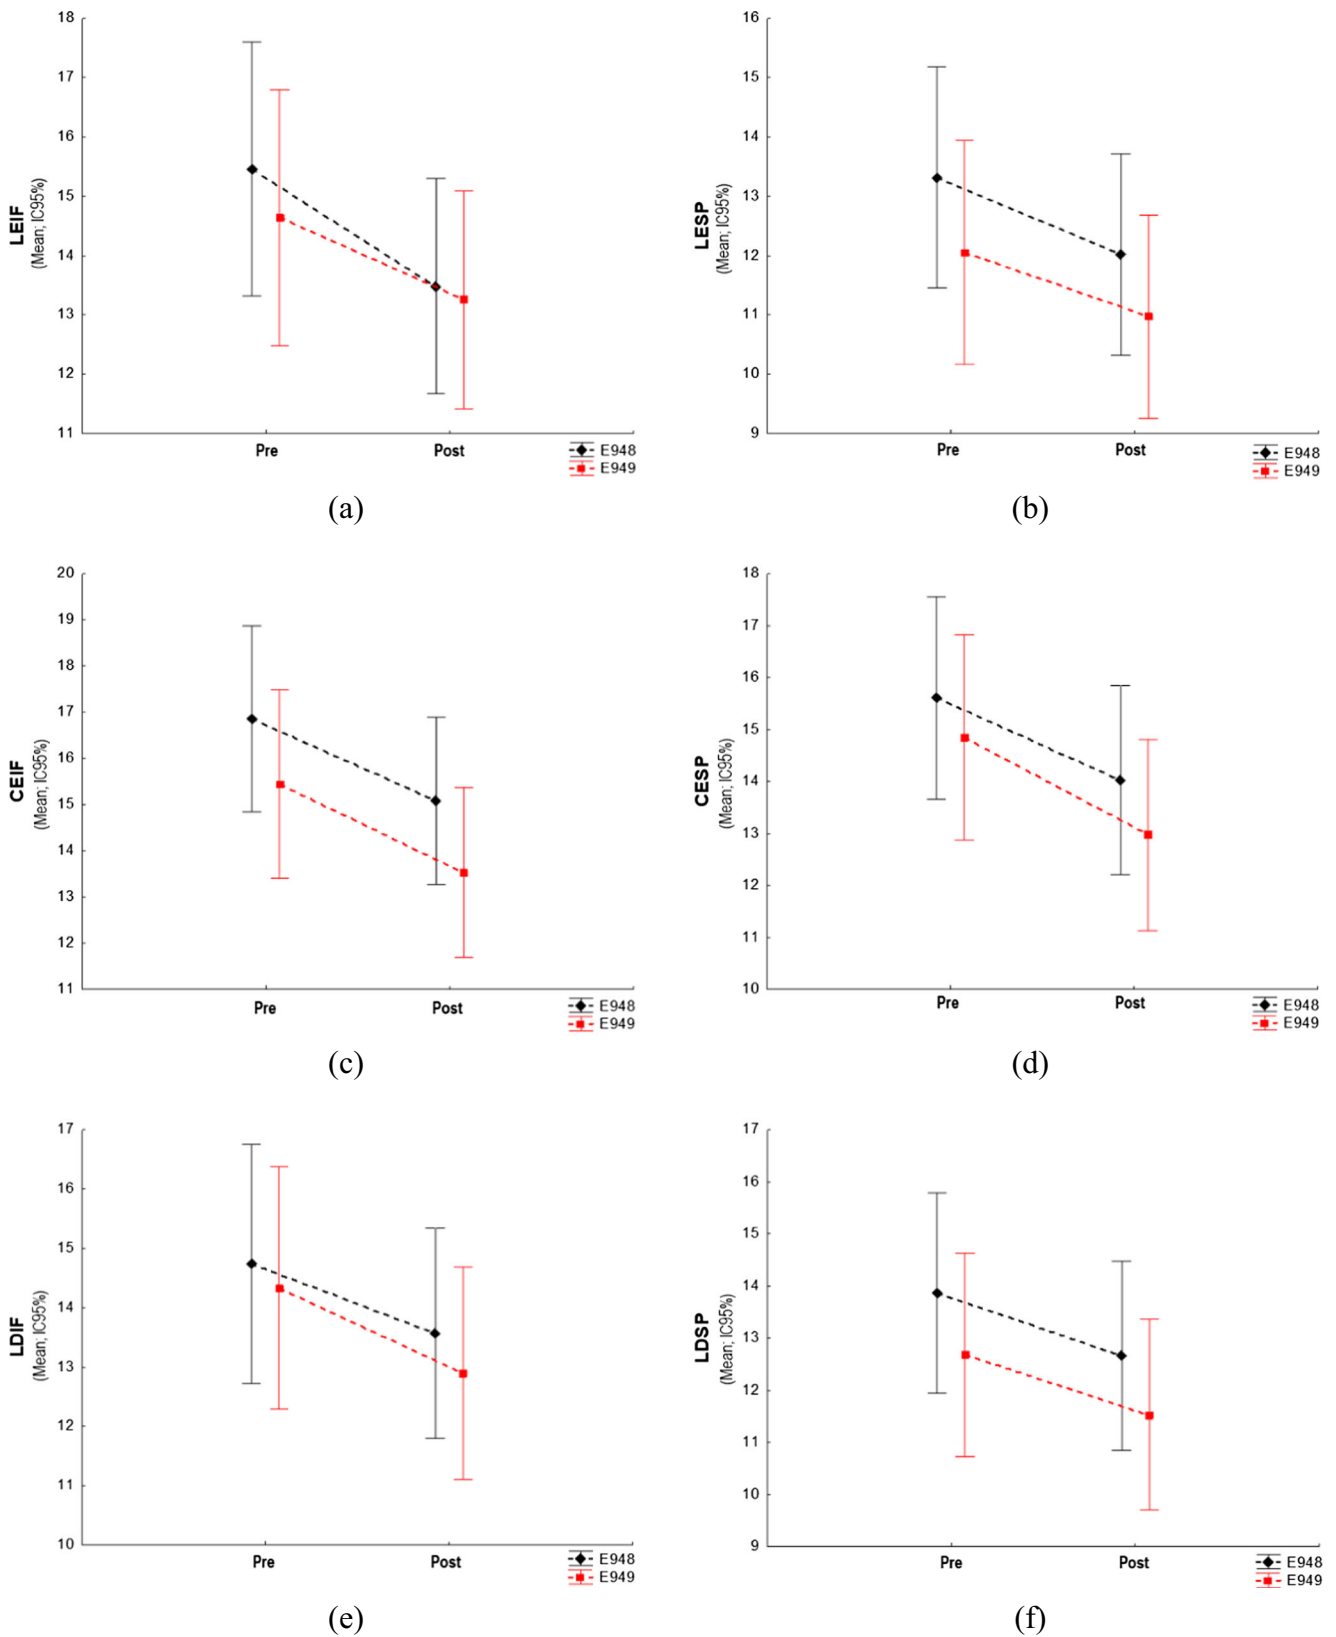 18
17
16
15
14
13
12
11
LEIF
(Mean; IC95%)
Pre
Post
E948
E949
(a)
16
15
14
13
12
11
10
9
LESP
(Mean; IC95%)
Pre
Post
E948
E949
(b)
20
19
18
17
16
15
14
13
12
11
CEIF
(Mean; IC95%)
Pre
Post
E948
E949
(c)
18
17
16
15
14
13
12
11
10
CESP
(Mean; IC95%)
Pre
Post
E948
E949
(d)
17
16
15
14
13
12
11
10
LDIF
(Mean; IC95%)
Pre
Post
E948
E949
(e)
17
16
15
14
13
12
11
10
9
LDSP
(Mean; IC95%)
Pre
Post
E948
E949
(f)